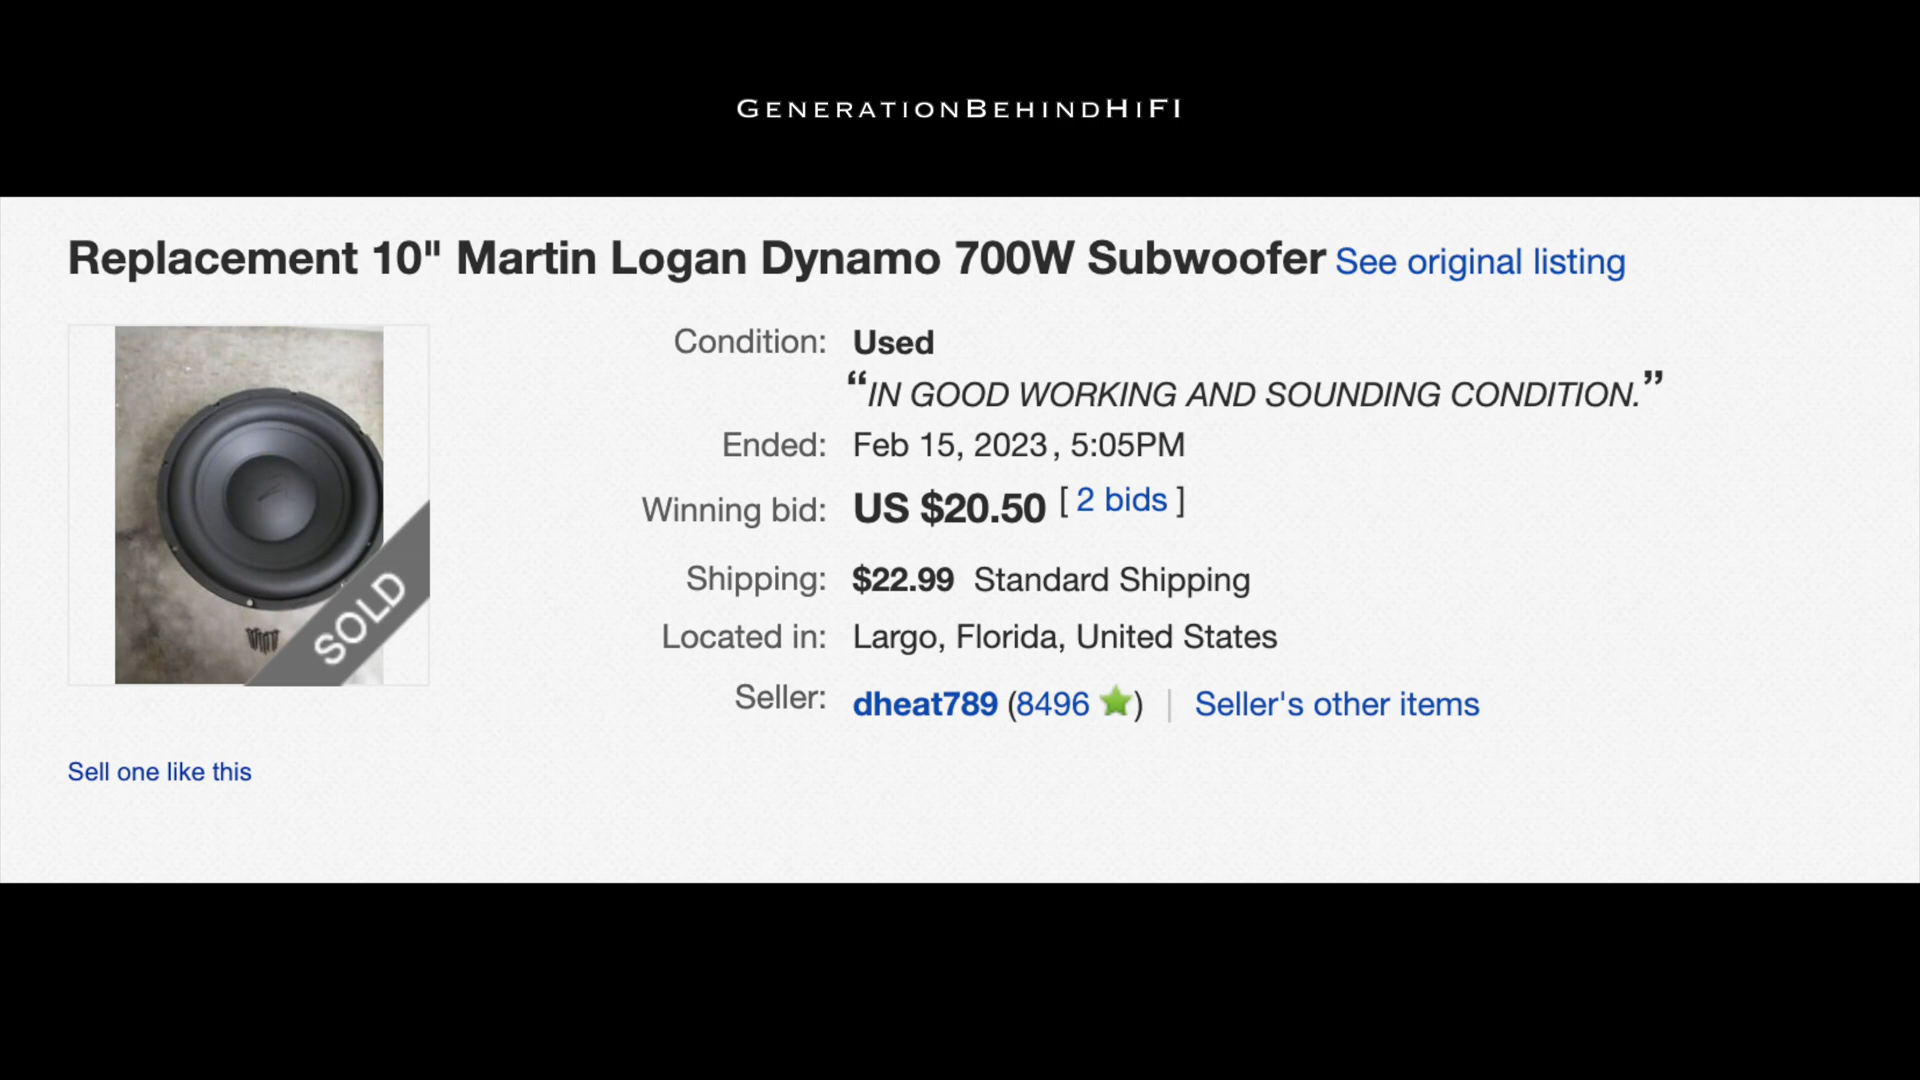 GENERATIONBEHINDHIFI
Replacement 10" Martin Logan Dynamo 700W Subwoofer See original listing
Condition: Used
“IN GOOD WORKING AND SOUNDING CONDITION.”
Ended: Feb 15, 2023, 5:05PM
Winning bid: US $20.50 [ 2 bids ]
Shipping: $22.99 Standard Shipping
Located in: Largo, Florida, United States
Seller: dheat789 (8496 ) | Seller's other items
SOLD
Sell one like this